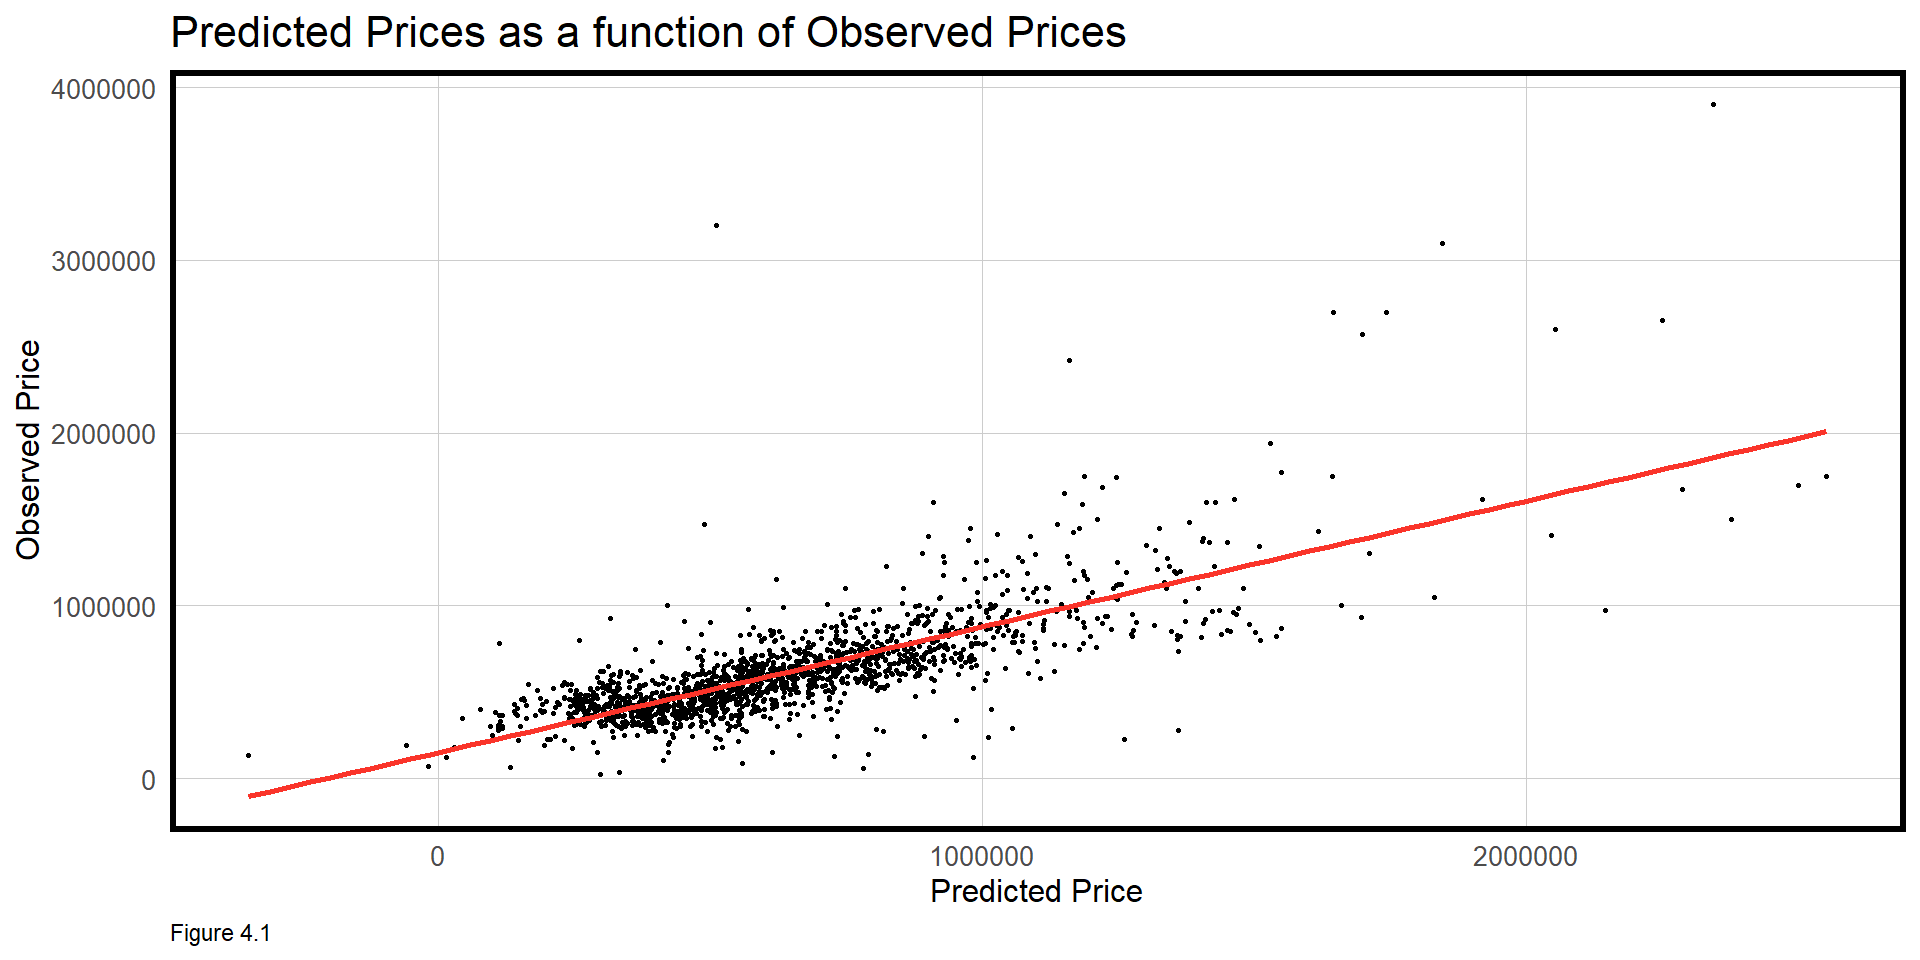 Predicted Prices as a function of Observed Prices
4000000
3000000
2000000
1000000
0
Observed Price
0 1000000 2000000
Predicted Price
Figure 4.1